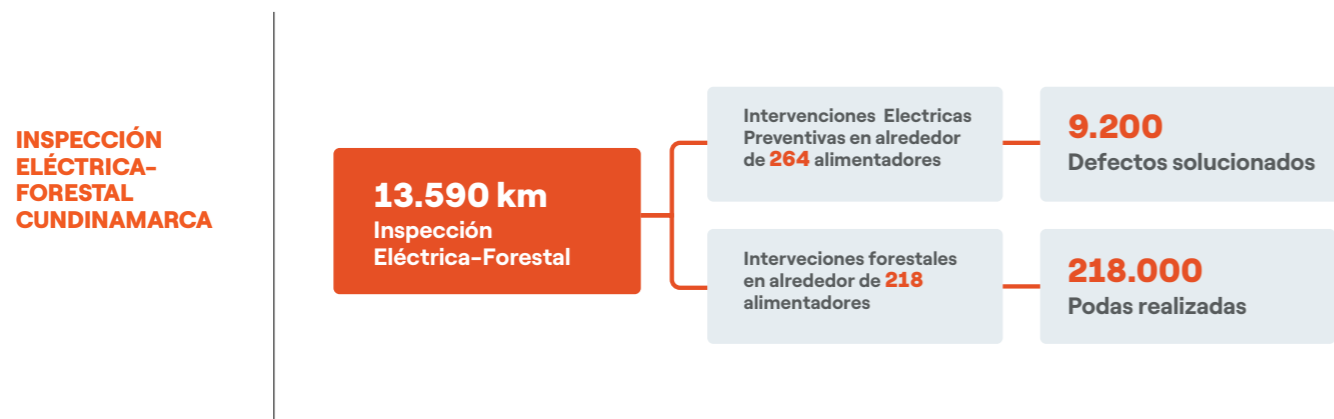 INSPECCIÓN
ELÉCTRICA-
FORESTAL
CUNDINAMARCA
13.590 km
Inspección
Eléctrica-Forestal
Intervenciones Electricas
Preventivas en alrededor
de 264 alimentadores
9.200
Defectos solucionados
Interveciones forestales
en alrededor de 218
alimentadores
218.000
Podas realizadas